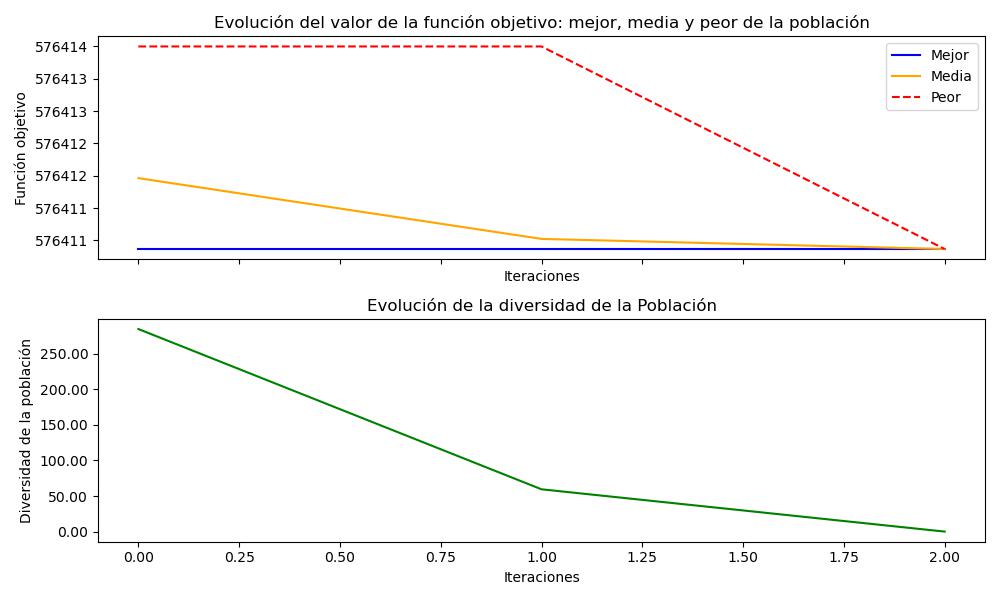 Evolución del valor de la función objetivo: mejor, media y peor de la población
Función objetivo
576414
576413
576413
576412
576412
576411
576411
Mejor
Media
Peor
Iteraciones
Evolución de la diversidad de la Población
Diversidad de la población
250.00
200.00
150.00
100.00
50.00
0.00
0.00 0.25 0.50 0.75 1.00 1.25 1.50 1.75 2.00
Iteraciones